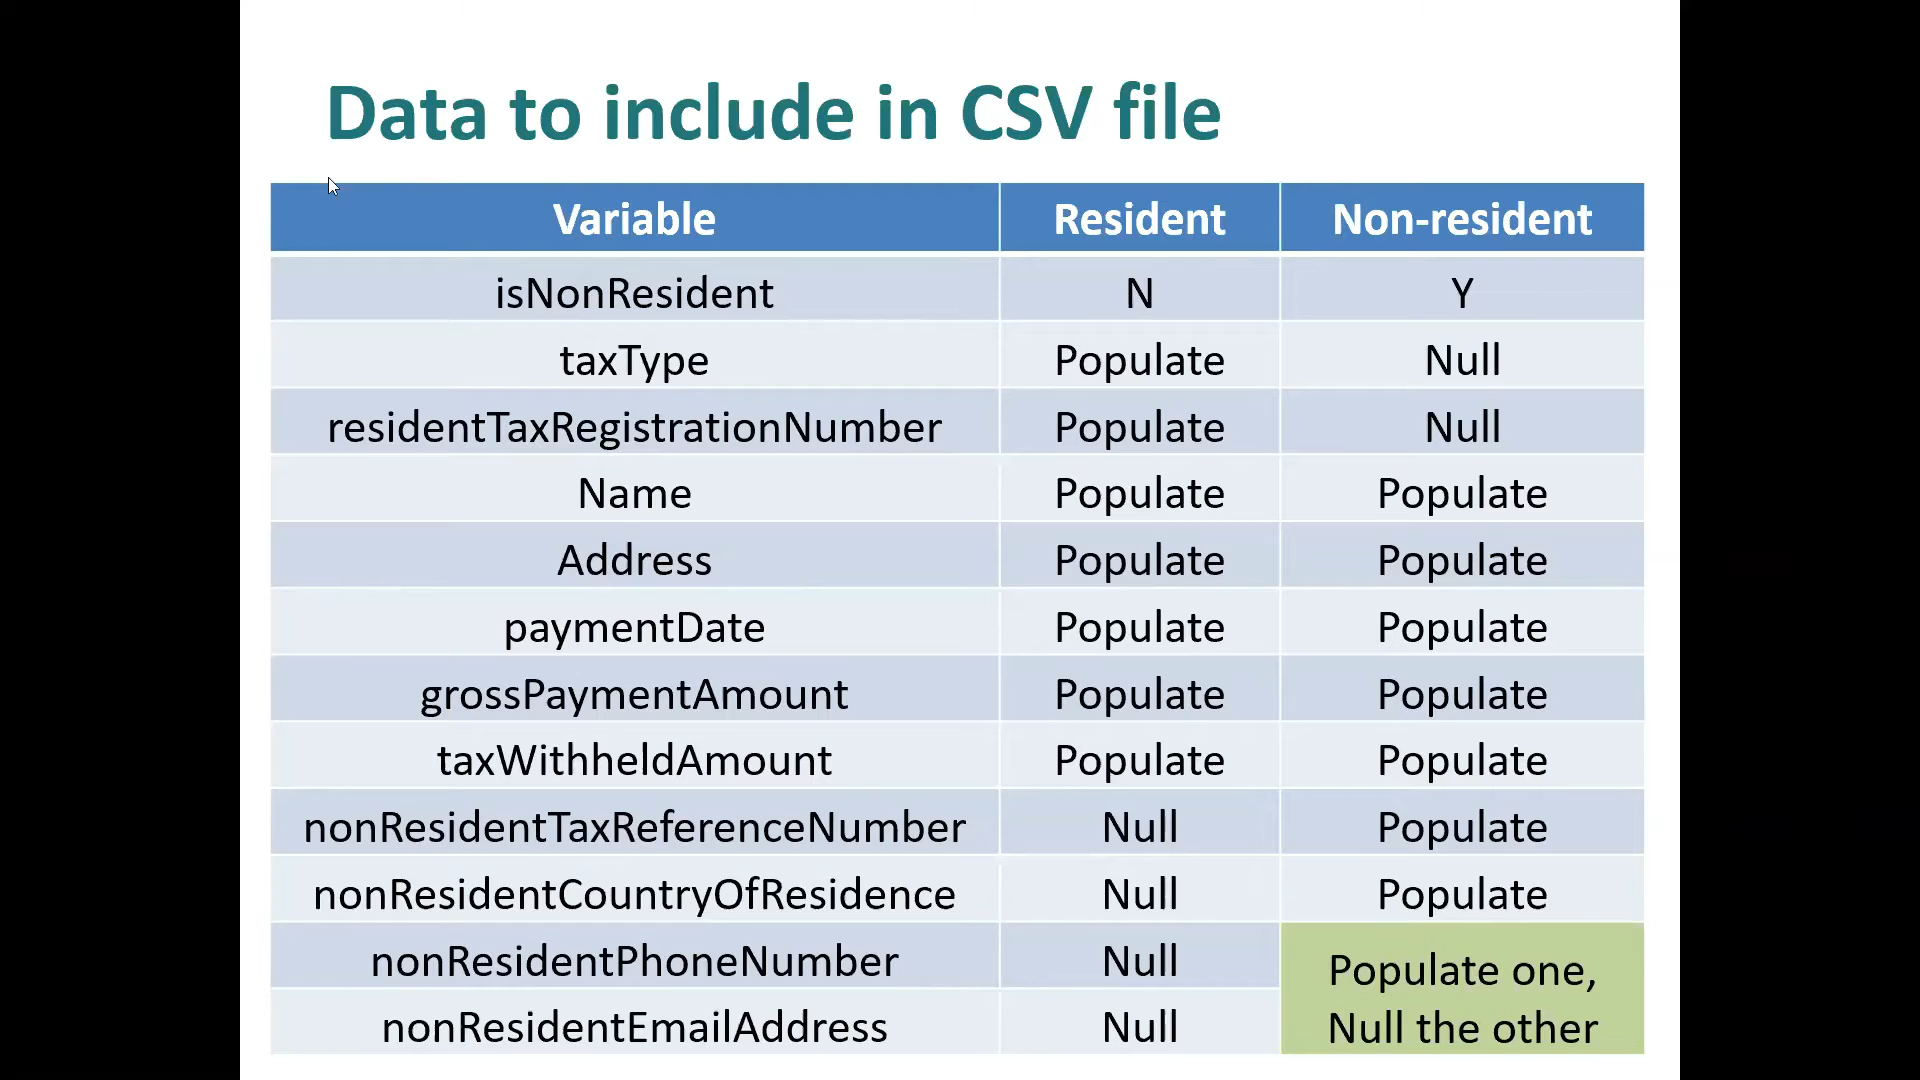 Data to include in CSV file
Variable Resident Non-resident
isNonResident N Y
taxType Populate Null
residentTaxRegistrationNumber Populate Null
Name Populate Populate
Address Populate Populate
paymentDate Populate Populate
grossPaymentAmount Populate Populate
taxWithheldAmount Populate Populate
nonResidentTaxReferenceNumber Null Populate
nonResidentCountryOfResidence Null Populate
nonResidentPhoneNumber Null Populate one,
nonResidentEmailAddress Null Null the other